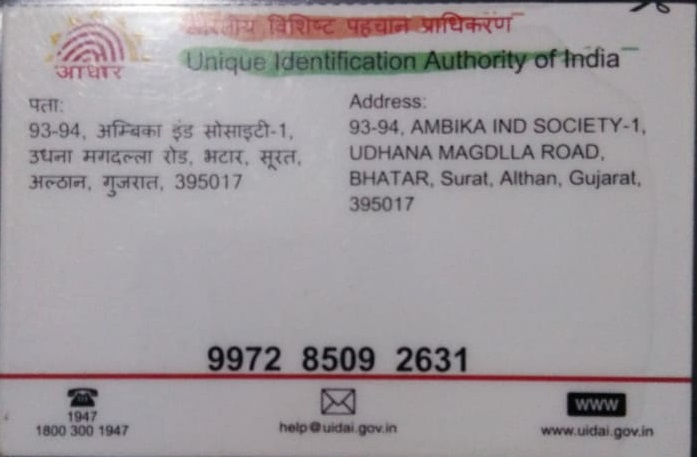 भारतीय विशिष्ट पहचान प्राधिकरण
Unique Identification Authority of India
आधार
पता:
93-94, अम्बिका इंड सोसाइटी-1,
उधना मगदल्ला रोड, भटार, सूरत,
अल्ठान, गुजरात, 395017
Address:
93-94, AMBIKA IND SOCIETY-1,
UDHANA MAGDLLA ROAD,
BHATAR, Surat, Althan, Gujarat,
395017
9972 8509 2631
1947
1800 300 1947
help@uidai.gov.in
WWW
www.uidai.gov.in